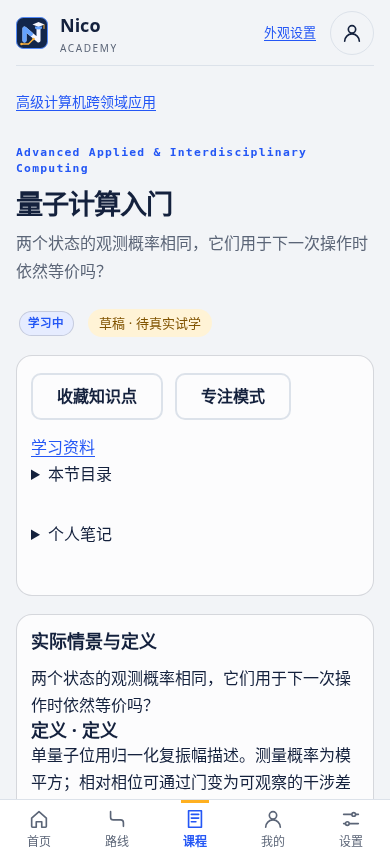 Nico
ACADEMY
外观设置
高级计算机跨领域应用
Advanced Applied & Interdisciplinary
Computing
量子计算入门
两个状态的观测概率相同，它们用于下一次操作时
依然等价吗？
学习中
草稿 · 待真实试学
收藏知识点
专注模式
学习资料
本节目录
个人笔记
实际情景与定义
两个状态的观测概率相同，它们用于下一次操
作时依然等价吗？
定义 · 定义
单量子位用归一化复振幅描述。测量概率为模
平方；相对相位可通过门变为可观察的干涉差
首页
路线
课程
我的
设置